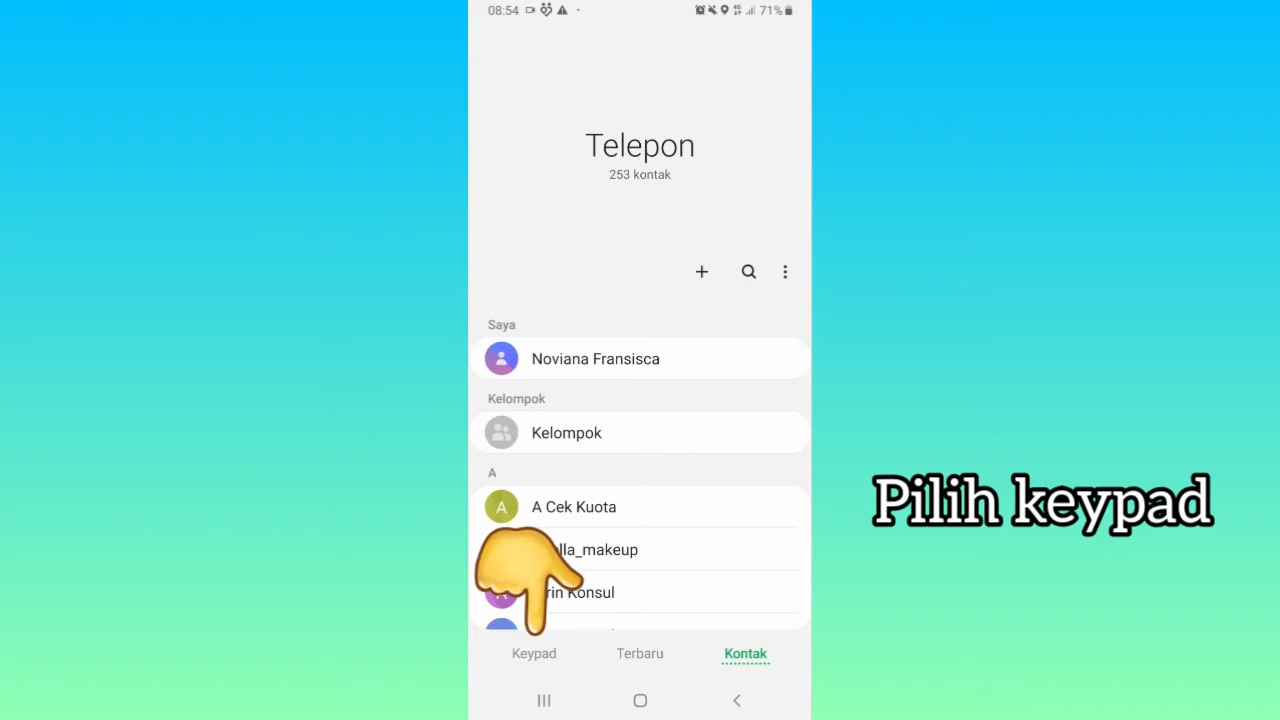 08:54
4G 71%
Telepon
253 kontak
Saya
Noviana Fransisca
Kelompok
Kelompok
A
A A Cek Kuota
lla_makeup
A rin Konsul
Pilih keypad
Keypad Terbaru Kontak